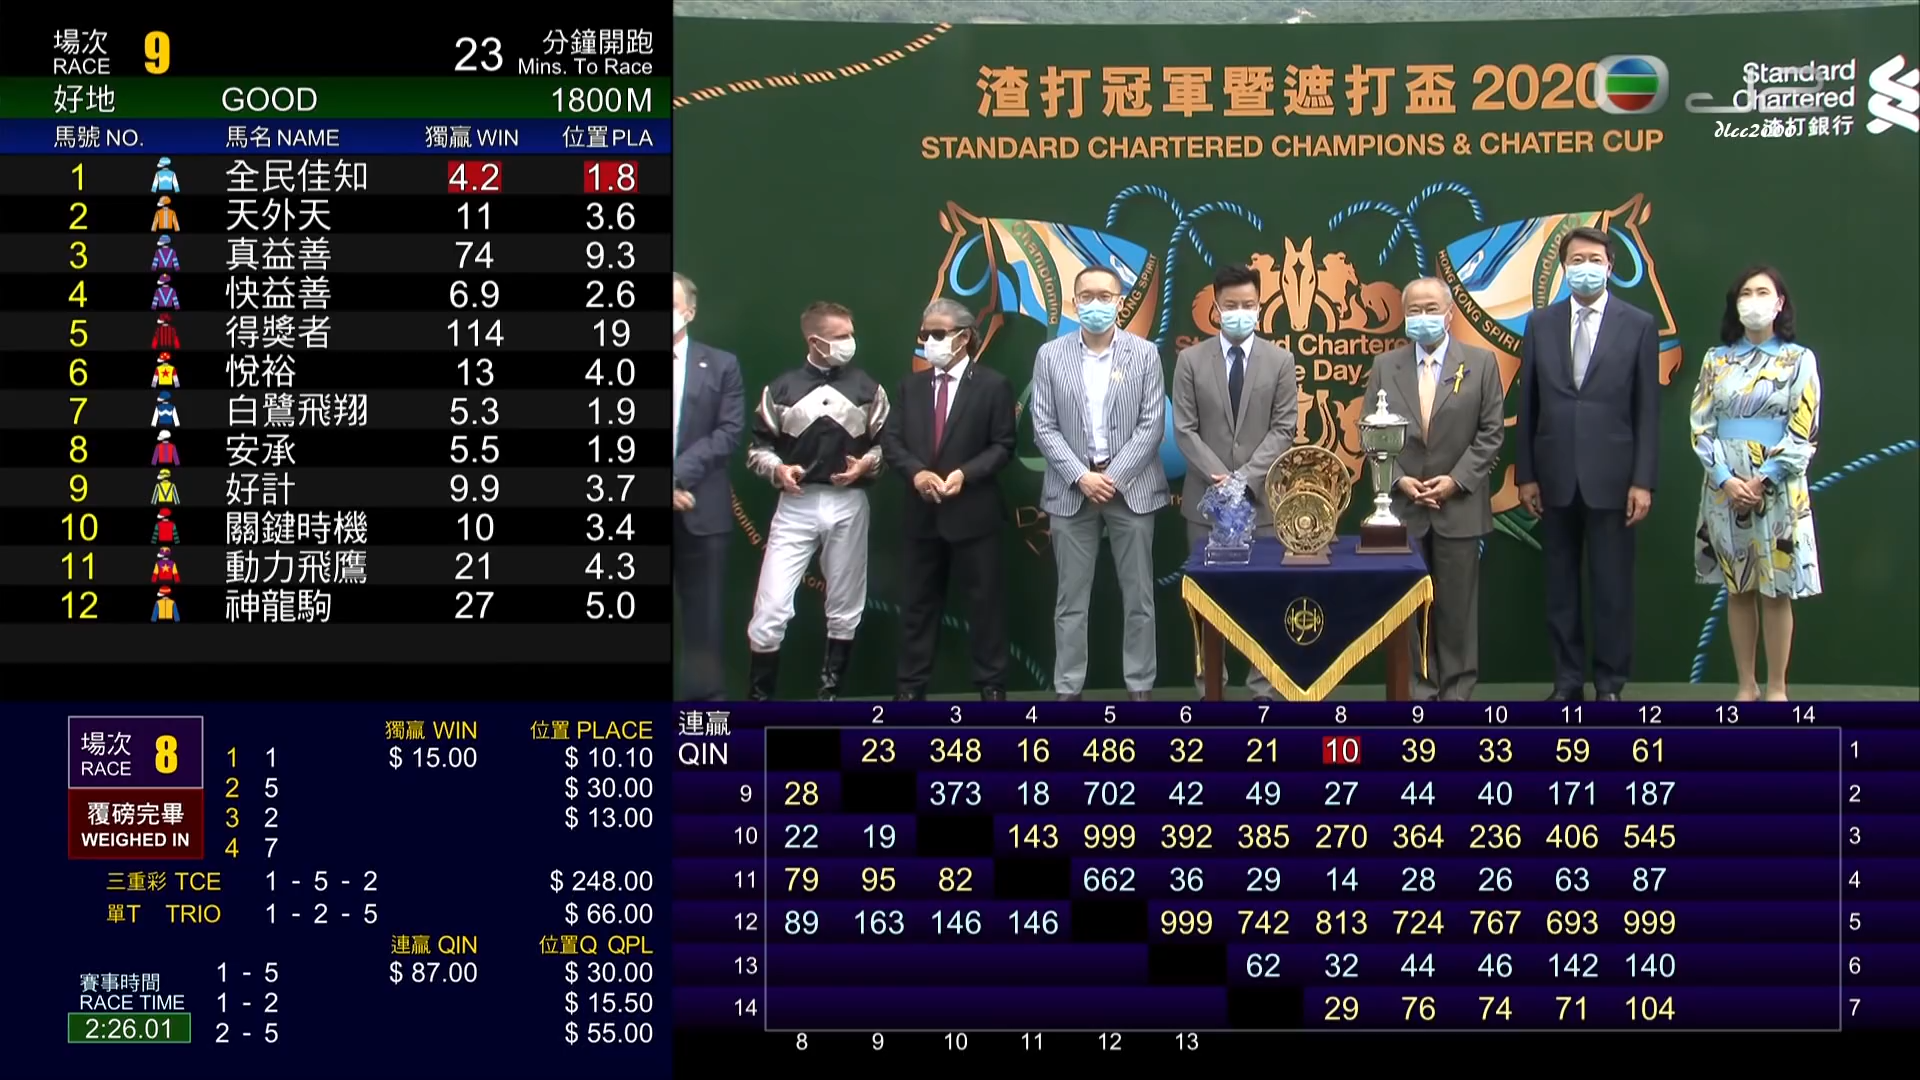 場次 9 23 分鐘開跑
RACE Mins. To Race
好地 GOOD 1800M
馬號 NO. 馬名 NAME 獨贏 WIN 位置 PLA
1 全民佳知 4.2 1.8
2 天外天 11 3.6
3 真益善 74 9.3
4 快益善 6.9 2.6
5 得獎者 114 19
6 悅裕 13 4.0
7 白鷺飛翔 5.3 1.9
8 安承 5.5 1.9
9 好計 9.9 3.7
10 關鍵時機 10 3.4
11 動力飛鷹 21 4.3
12 神龍駒 27 5.0
渣打冠軍暨遮打盃 2020
STANDARD CHARTERED CHAMPIONS & CHATER CUP
Standard
Chartered
渣打銀行
dlcc2000
HONG KONG SPIRIT
Standard Chartered
Day
場次 8
RACE
覆磅完畢
WEIGHED IN
獨贏 WIN 位置 PLACE
1 1 $ 15.00 $ 10.10
2 5 $ 30.00
3 2 $ 13.00
4 7
三重彩 TCE 1 - 5 - 2 $ 248.00
單T TRIO 1 - 2 - 5 $ 66.00
連贏 QIN 位置Q QPL
1 - 5 $ 87.00 $ 30.00
1 - 2 $ 15.50
2 - 5 $ 55.00
賽事時間
RACE TIME
2:26.01
連贏 2 3 4 5 6 7 8 9 10 11 12 13 14
QIN 23 348 16 486 32 21 10 39 33 59 61 1
9 28 373 18 702 42 49 27 44 40 171 187 2
10 22 19 143 999 392 385 270 364 236 406 545 3
11 79 95 82 662 36 29 14 28 26 63 87 4
12 89 163 146 146 999 742 813 724 767 693 999 5
13 62 32 44 46 142 140 6
14 29 76 74 71 104 7
8 9 10 11 12 13